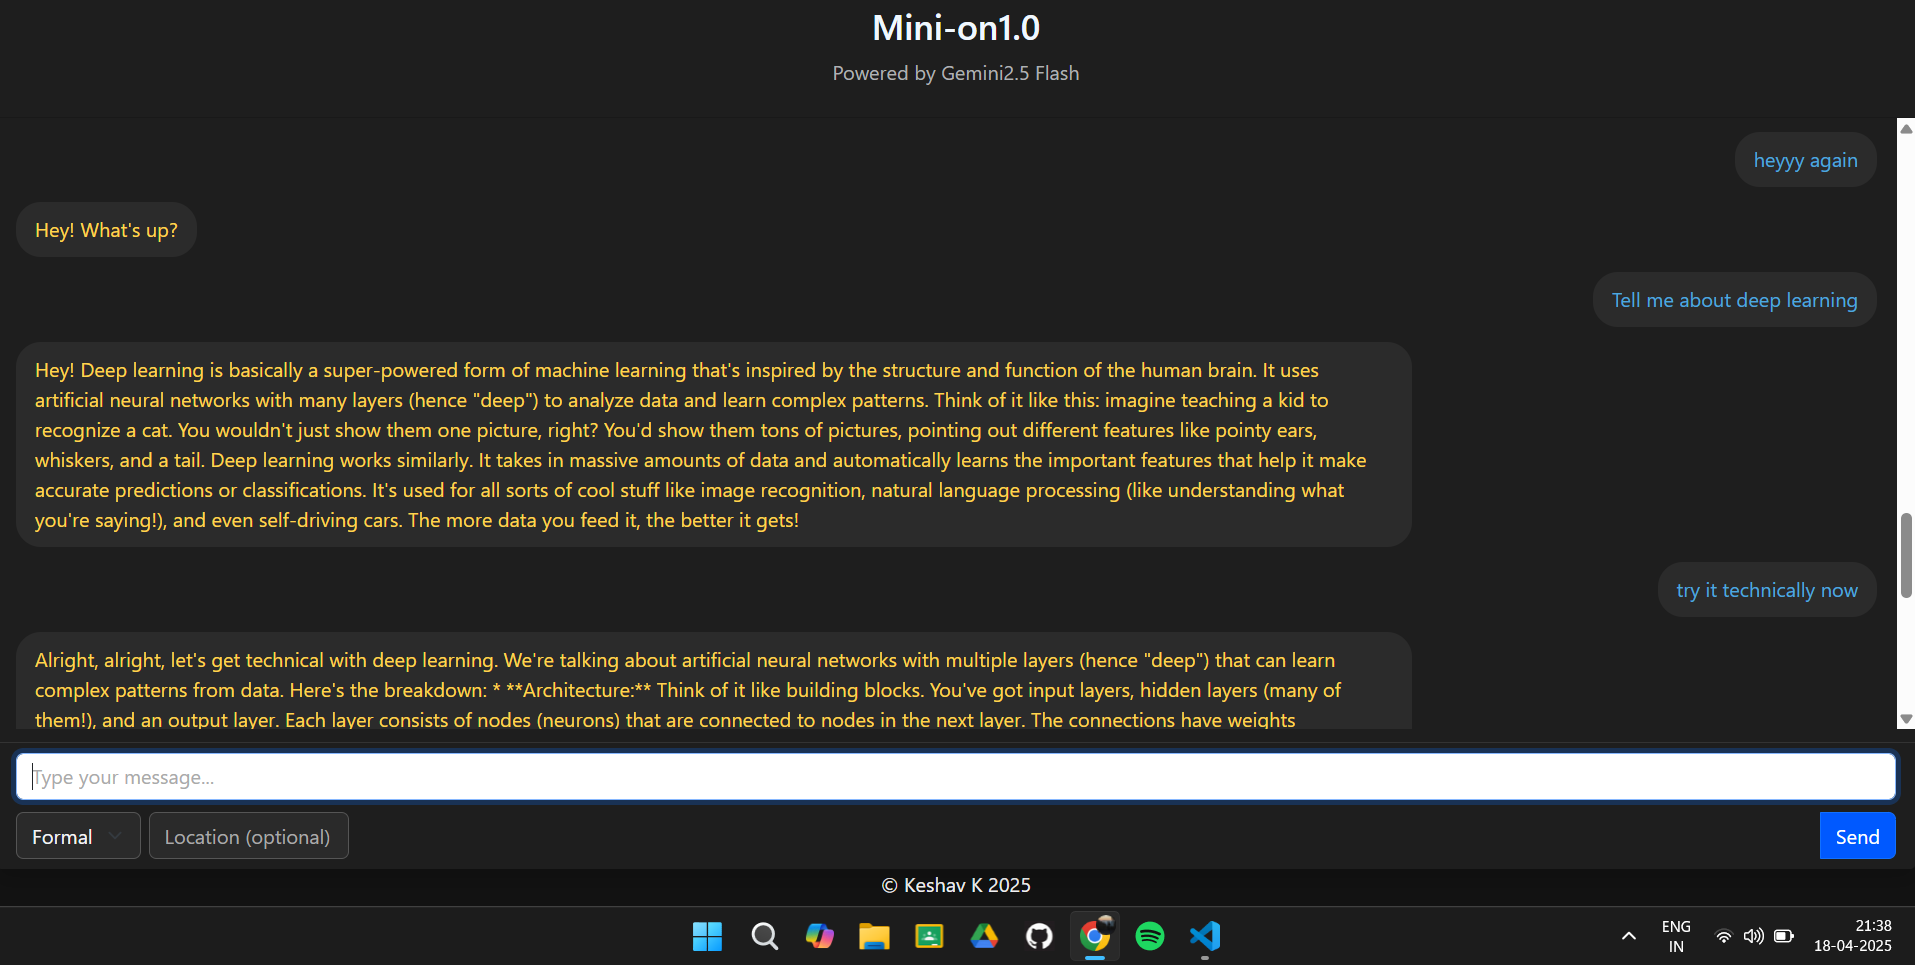 Mini-on1.0
Powered by Gemini2.5 Flash
heyyy again
Hey! What's up?
Tell me about deep learning
Hey! Deep learning is basically a super-powered form of machine learning that's inspired by the structure and function of the human brain. It uses
artificial neural networks with many layers (hence "deep") to analyze data and learn complex patterns. Think of it like this: imagine teaching a kid to
recognize a cat. You wouldn't just show them one picture, right? You'd show them tons of pictures, pointing out different features like pointy ears,
whiskers, and a tail. Deep learning works similarly. It takes in massive amounts of data and automatically learns the important features that help it make
accurate predictions or classifications. It's used for all sorts of cool stuff like image recognition, natural language processing (like understanding what
you're saying!), and even self-driving cars. The more data you feed it, the better it gets!
try it technically now
Alright, alright, let's get technical with deep learning. We're talking about artificial neural networks with multiple layers (hence "deep") that can learn
complex patterns from data. Here's the breakdown: * **Architecture:** Think of it like building blocks. You've got input layers, hidden layers (many of
them!), and an output layer. Each layer consists of nodes (neurons) that are connected to nodes in the next layer. The connections have weights
Type your message...
Formal
Location (optional)
Send
© Keshav K 2025
ENG
IN
21:38
18-04-2025